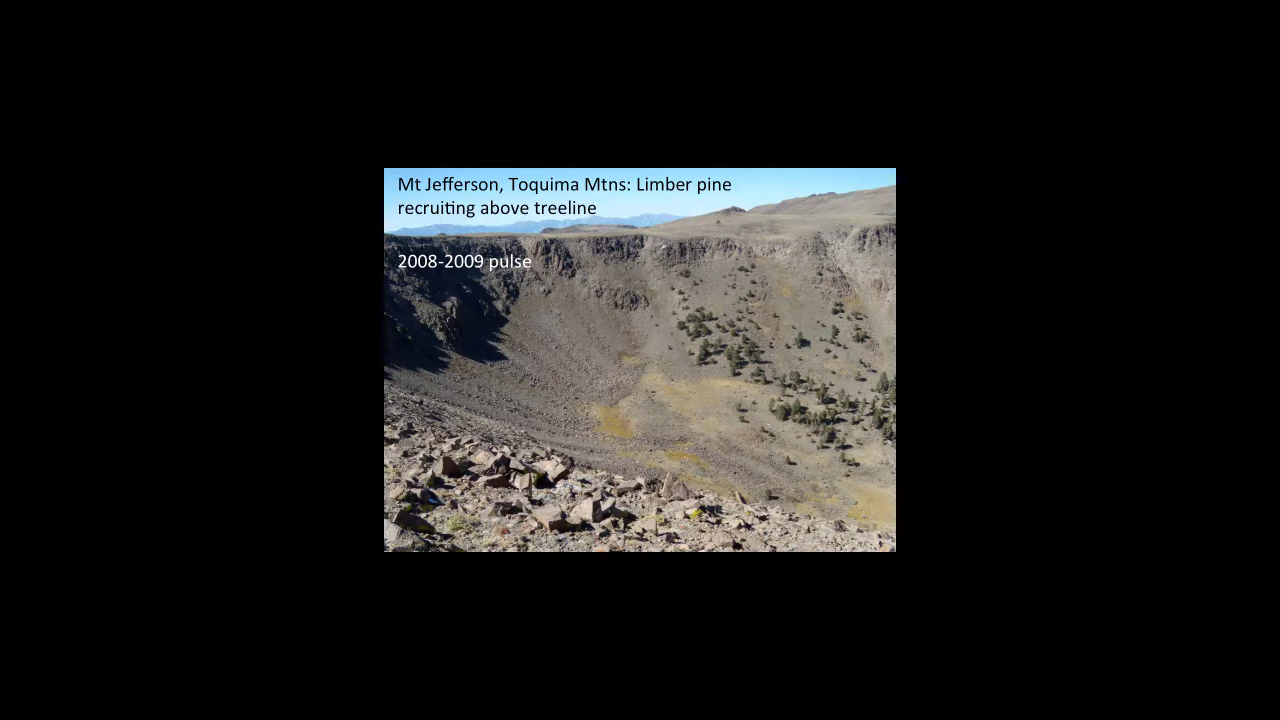 Mt Jefferson, Toquima Mtns: Limber pine
recruiting above treeline
2008-2009 pulse